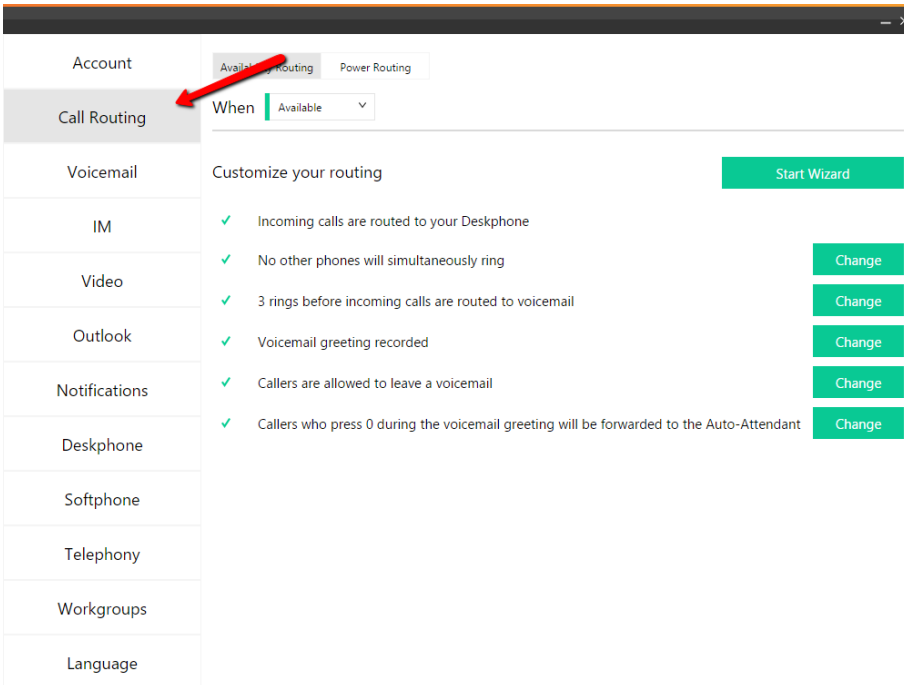 Account
Call Routing
Voicemail
IM
Video
Outlook
Notifications
Deskphone
Softphone
Telephony
Workgroups
Language
Availability Routing Power Routing
When Available
Customize your routing Start Wizard
Incoming calls are routed to your Deskphone
No other phones will simultaneously ring Change
3 rings before incoming calls are routed to voicemail Change
Voicemail greeting recorded Change
Callers are allowed to leave a voicemail Change
Callers who press 0 during the voicemail greeting will be forwarded to the Auto-Attendant Change